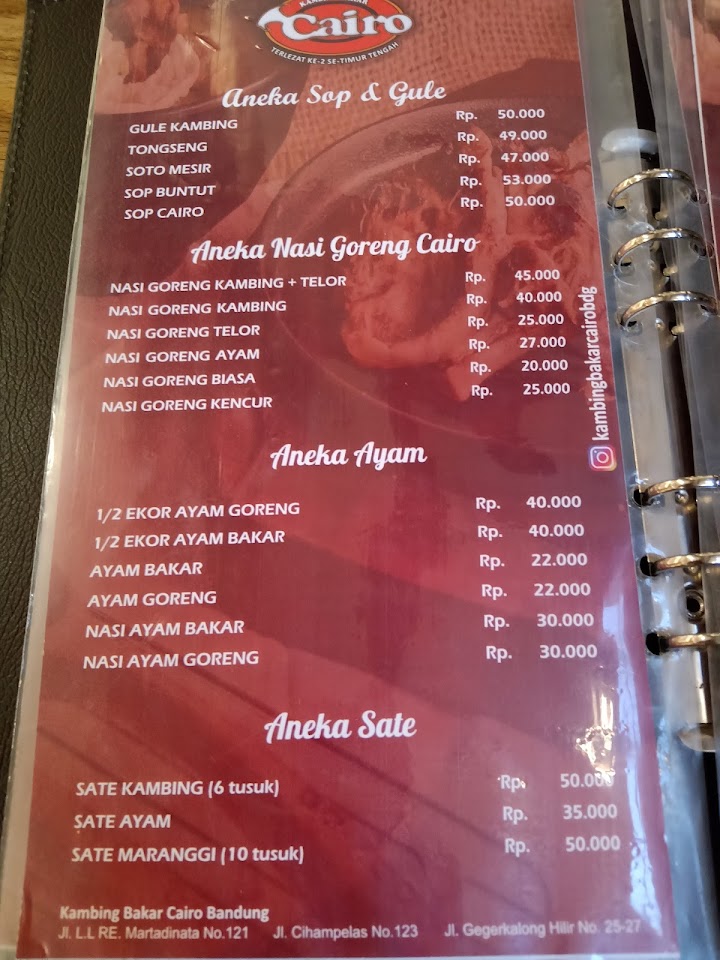 Cairo
TERLEZAT KE-2 SE-TIMUR TENGAH
Aneka Sop & Gule
GULE KAMBING Rp. 50.000
TONGSENG Rp. 49.000
SOTO MESIR Rp. 47.000
SOP BUNTUT Rp. 53.000
SOP CAIRO Rp. 50.000
Aneka Nasi Goreng Cairo
NASI GORENG KAMBING + TELOR Rp. 45.000
NASI GORENG KAMBING Rp. 40.000
NASI GORENG TELOR Rp. 25.000
NASI GORENG AYAM Rp. 27.000
NASI GORENG BIASA Rp. 20.000
NASI GORENG KENCUR Rp. 25.000
kambingbakarcairobdg
Aneka Ayam
1/2 EKOR AYAM GORENG Rp. 40.000
1/2 EKOR AYAM BAKAR Rp. 40.000
AYAM BAKAR Rp. 22.000
AYAM GORENG Rp. 22.000
NASI AYAM BAKAR Rp. 30.000
NASI AYAM GORENG Rp. 30.000
Aneka Sate
SATE KAMBING (6 tusuk) Rp. 50.000
SATE AYAM Rp. 35.000
SATE MARANGGI (10 tusuk) Rp. 50.000
Kambing Bakar Cairo Bandung
Jl. L.L RE. Martadinata No.121 Jl. Cihampelas No.123 Jl. Gegerkalong Hilir No. 25-27